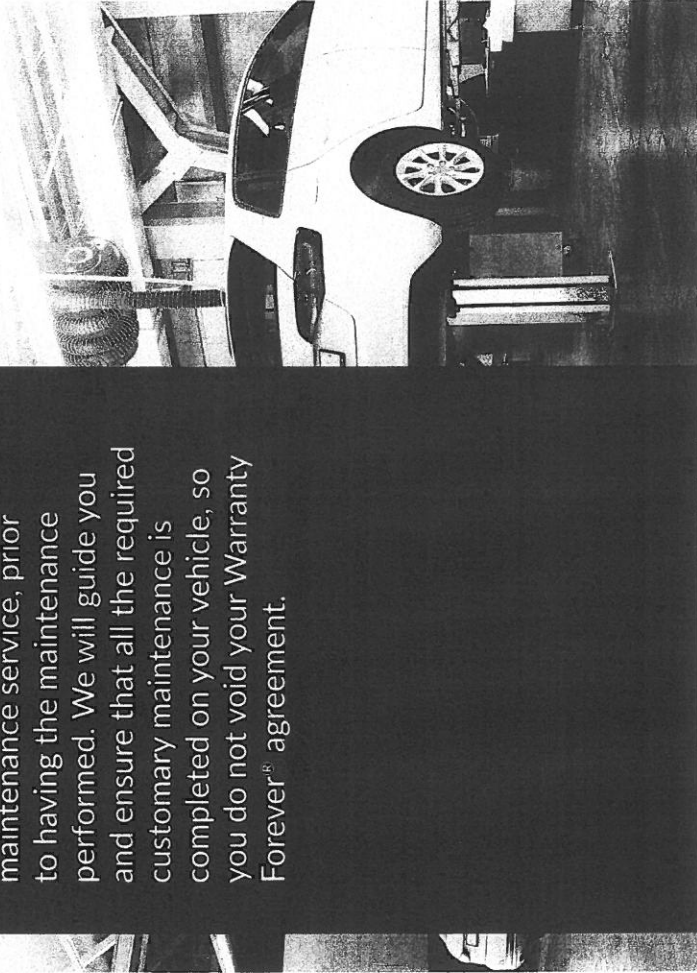 maintenance service, prior
to having the maintenance
performed. We will guide you
and ensure that all the required
customary maintenance is
completed on your vehicle, so
you do not void your Warranty
Forever® agreement.